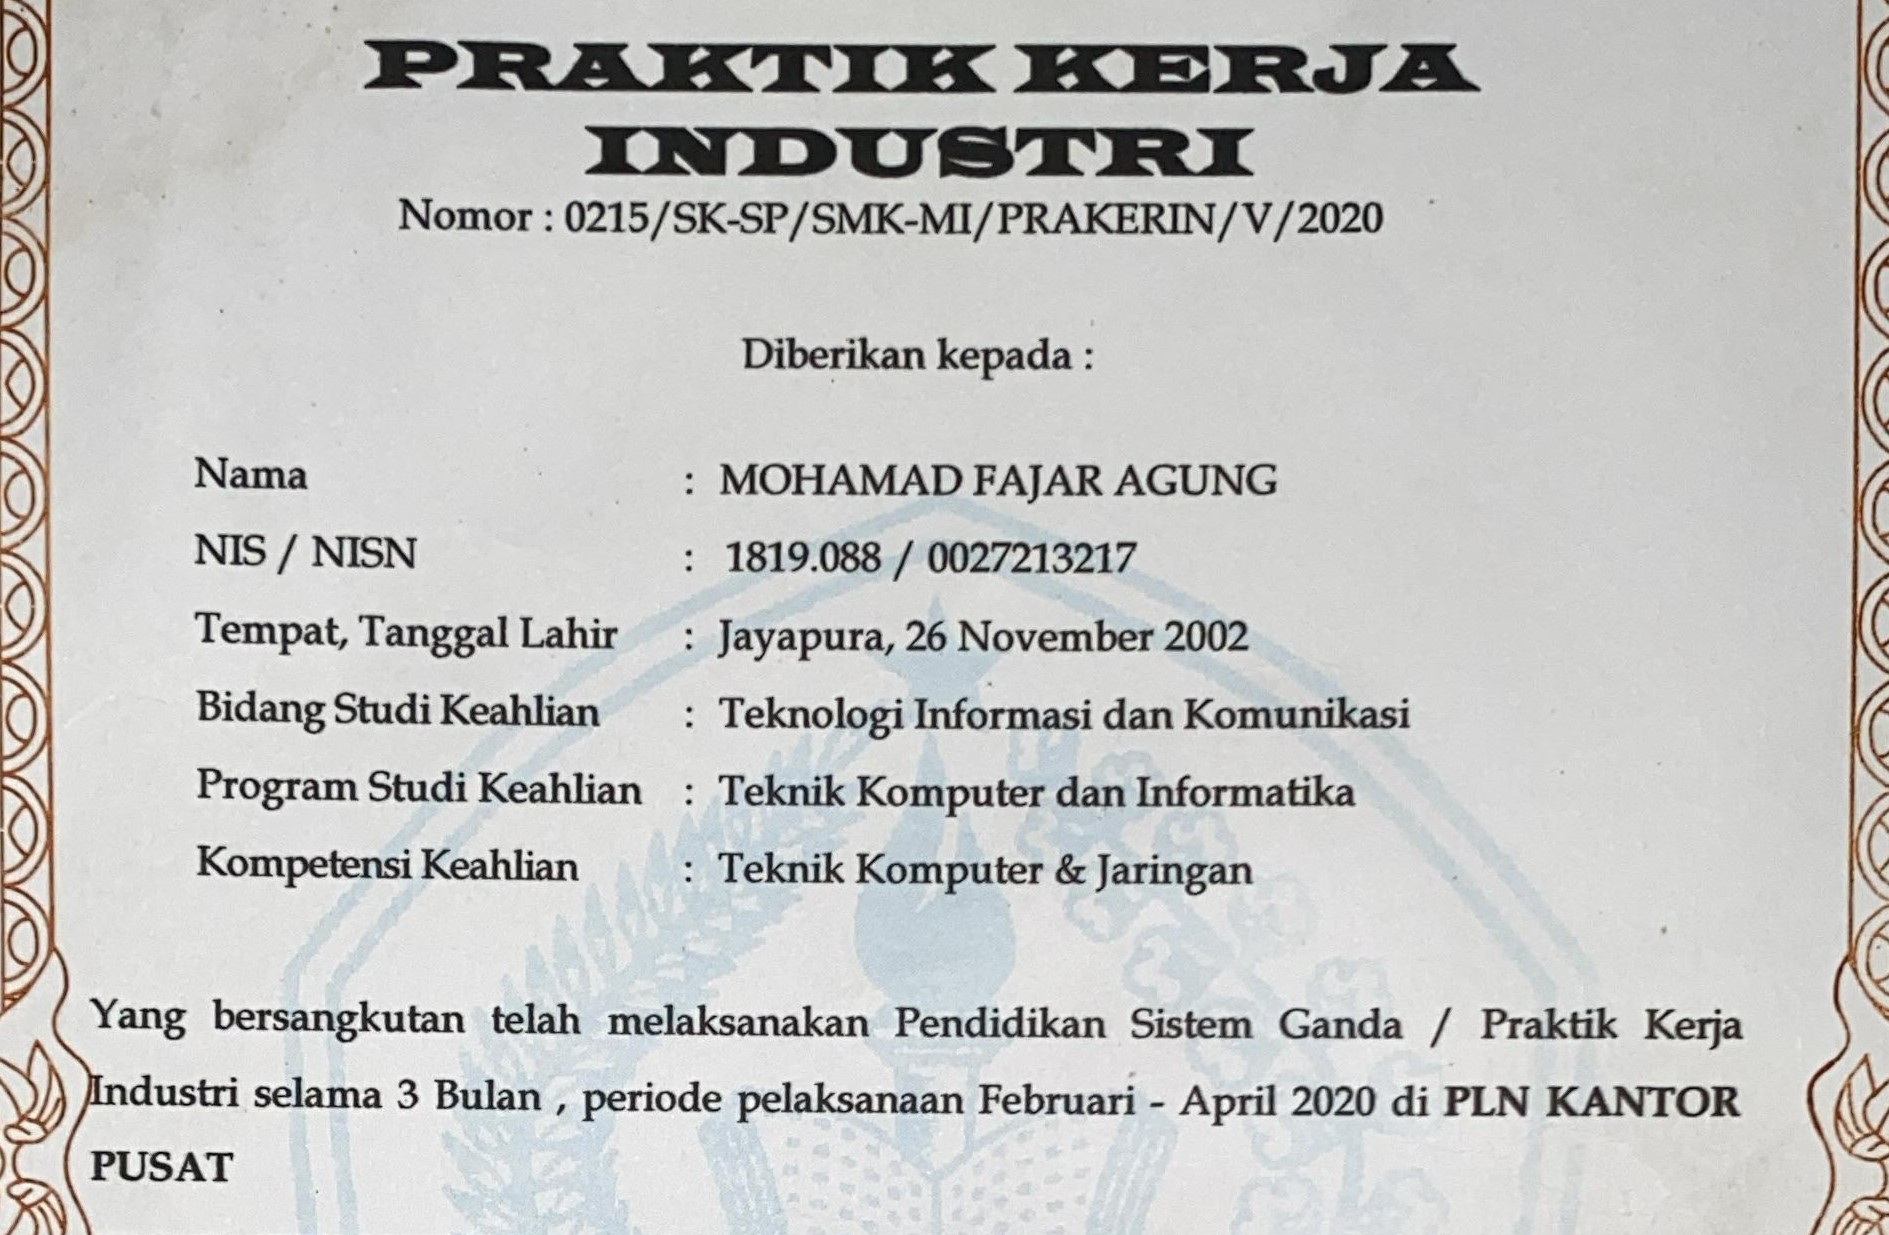 PRAKTIK KERJA
INDUSTRI
Nomor : 0215/SK-SP/SMK-MI/PRAKERIN/V/2020
Diberikan kepada :
Nama : MOHAMAD FAJAR AGUNG
NIS / NISN : 1819.088 / 0027213217
Tempat, Tanggal Lahir : Jayapura, 26 November 2002
Bidang Studi Keahlian : Teknologi Informasi dan Komunikasi
Program Studi Keahlian : Teknik Komputer dan Informatika
Kompetensi Keahlian : Teknik Komputer & Jaringan
Yang bersangkutan telah melaksanakan Pendidikan Sistem Ganda / Praktik Kerja
Industri selama 3 Bulan , periode pelaksanaan Februari - April 2020 di PLN KANTOR
PUSAT